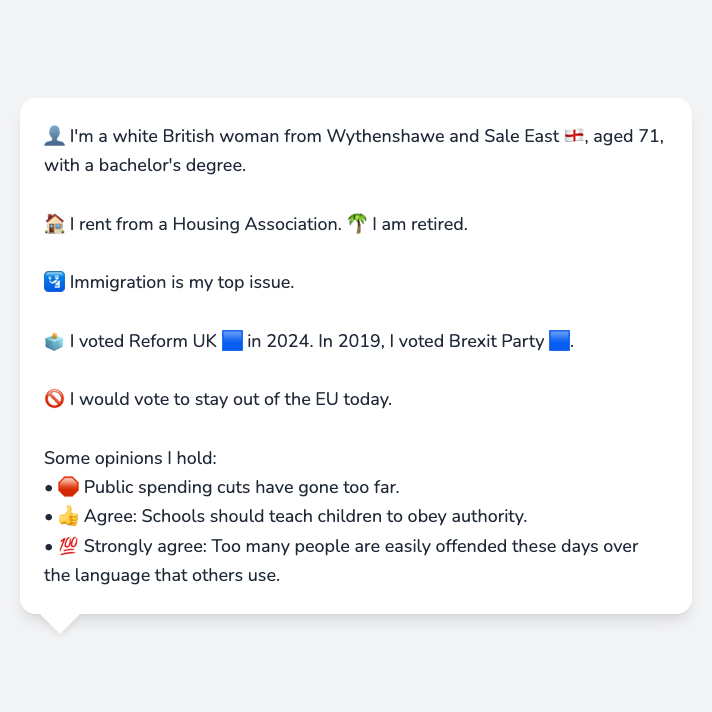 👤 I'm a white British woman from Wythenshawe and Sale East 🏴󠁧󠁢󠁥󠁮󠁧󠁿, aged 71,
with a bachelor's degree.
🏠 I rent from a Housing Association. 🌴 I am retired.
🛂 Immigration is my top issue.
🗳️ I voted Reform UK 🟦 in 2024. In 2019, I voted Brexit Party 🟦.
🚫 I would vote to stay out of the EU today.
Some opinions I hold:
• 🛑 Public spending cuts have gone too far.
• 👍 Agree: Schools should teach children to obey authority.
• 💯 Strongly agree: Too many people are easily offended these days over
the language that others use.